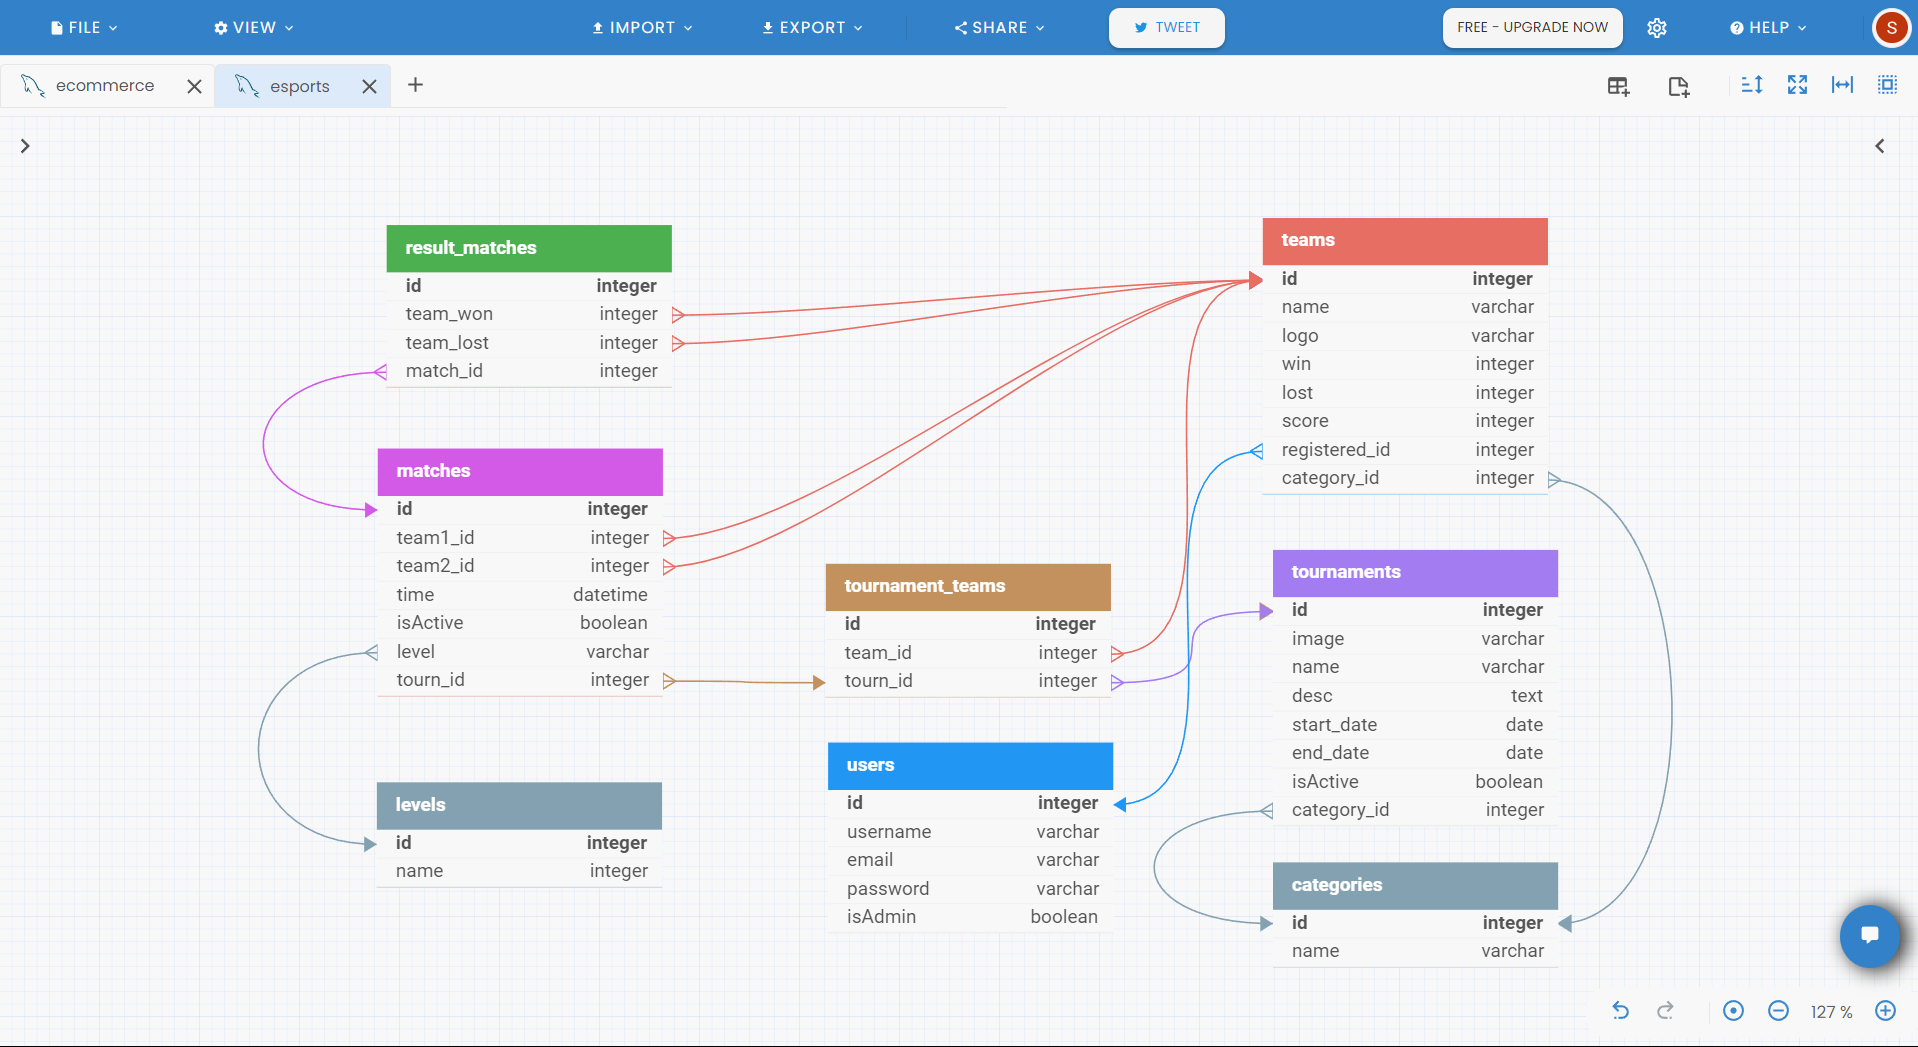 FILE VIEW IMPORT EXPORT SHARE TWEET FREE - UPGRADE NOW HELP S
ecommerce esports
result_matches
id integer
team_won integer
team_lost integer
match_id integer
matches
id integer
team1_id integer
team2_id integer
time datetime
isActive boolean
level varchar
tourn_id integer
levels
id integer
name integer
tournament_teams
id integer
team_id integer
tourn_id integer
users
id integer
username varchar
email varchar
password varchar
isAdmin boolean
teams
id integer
name varchar
logo varchar
win integer
lost integer
score integer
registered_id integer
category_id integer
tournaments
id integer
image varchar
name varchar
desc text
start_date date
end_date date
isActive boolean
category_id integer
categories
id integer
name varchar
127 %